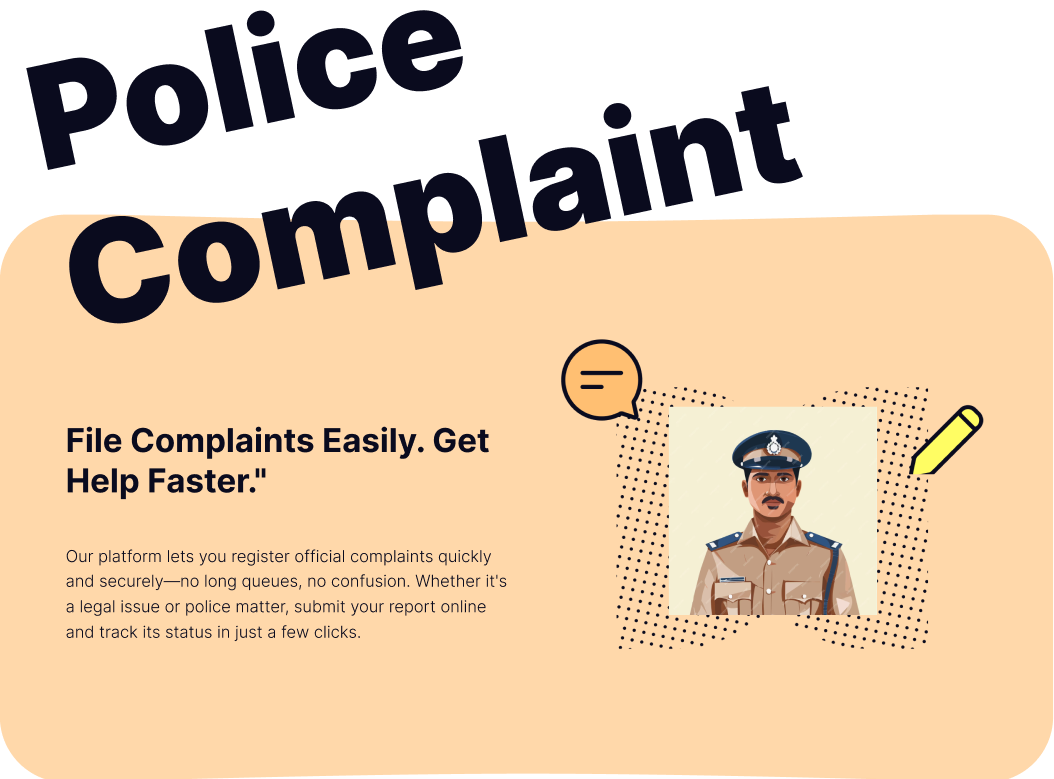 Police
Complaint
File Complaints Easily. Get
Help Faster."
Our platform lets you register official complaints quickly
and securely—no long queues, no confusion. Whether it's
a legal issue or police matter, submit your report online
and track its status in just a few clicks.